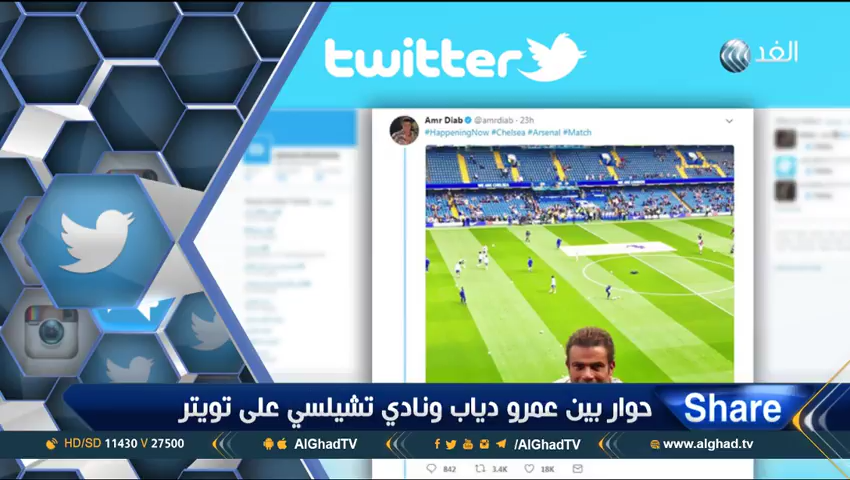 twitter
الغد
Amr Diab @amrdiab · 23h
#HappeningNow #Chelsea #Arsenal #Match
حوار بين عمرو دياب ونادي تشيلسي على تويتر
Share
HD/SD 11430 V 27500
AlGhadTV
/AlGhadTV
www.alghad.tv
842 3.4K 18K